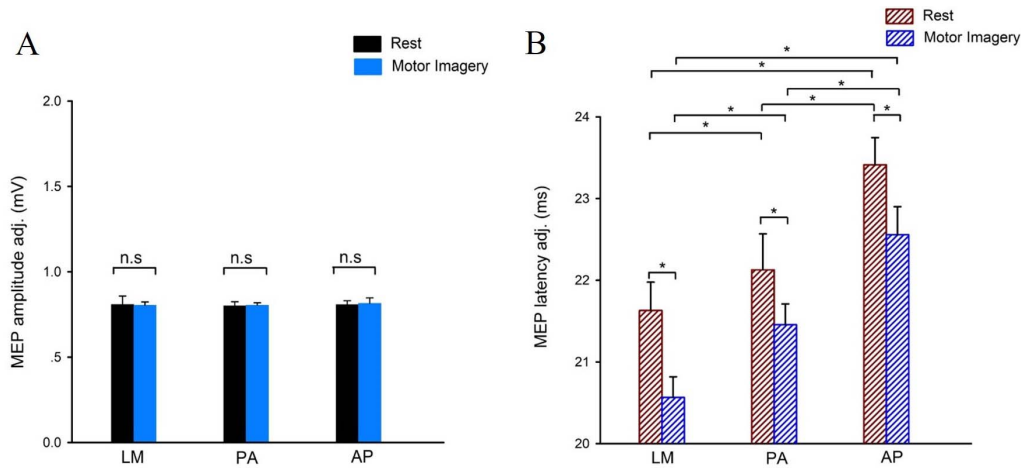 A
Rest
Motor Imagery
MEP amplitude adj. (mV)
2.0
1.5
1.0
.5
0.0
n.s
n.s
n.s
LM
PA
AP
B
Rest
Motor Imagery
MEP latency adj. (ms)
24
23
22
21
20
*
*
*
*
*
*
*
*
*
LM
PA
AP